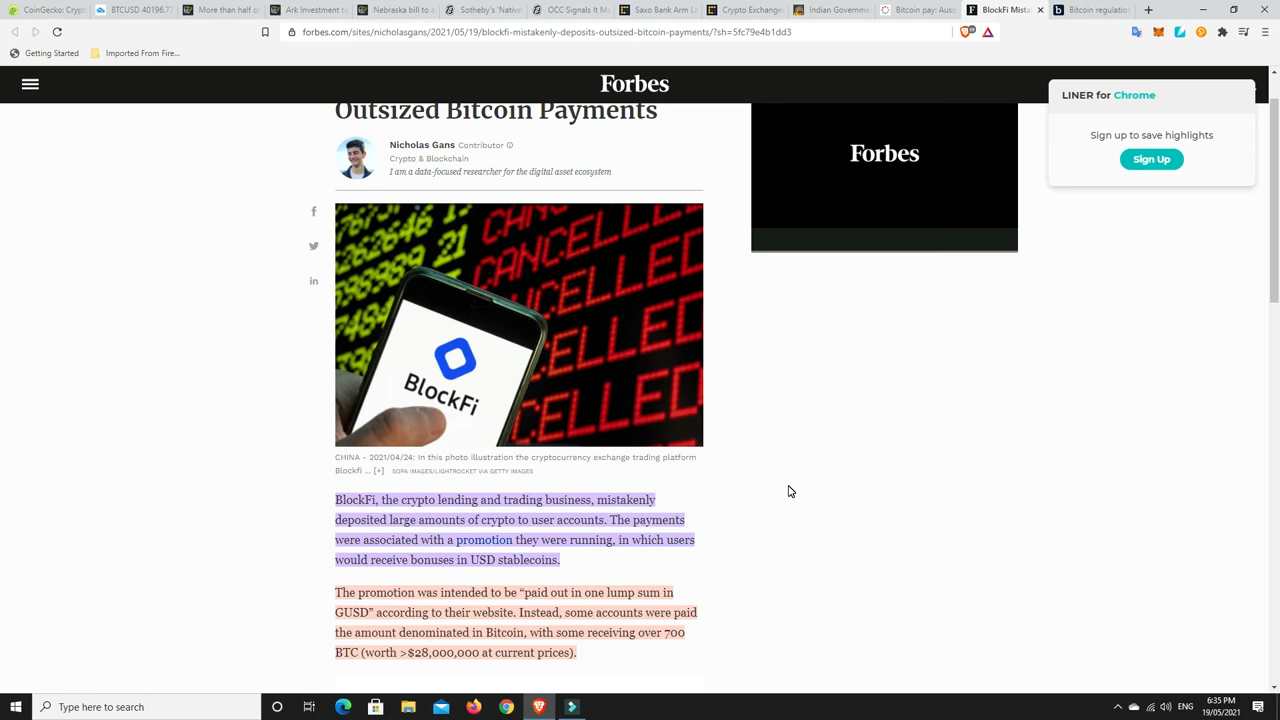 CoinGecko: Crypto
BTCUSD 40196.77
More than half of
Ark Investment ti
Nebraska bill to a
Sotheby's 'Native
OCC Signals It M
Saxo Bank Arm La
Crypto Exchange
Indian Governme
Bitcoin pay: Aus
BlockFi Mista
Bitcoin regulation
forbes.com/sites/nicholasgans/2021/05/19/blockfi-mistakenly-deposits-outsized-bitcoin-payments/?sh=5fc79e4b1dd3
Getting Started
Imported From Fire...
Forbes
LINER for Chrome
Sign up to save highlights
Sign Up
Outsized Bitcoin Payments
Nicholas Gans Contributor
Crypto & Blockchain
I am a data-focused researcher for the digital asset ecosystem
Forbes
CANCELLED
BlockFi
CHINA - 2021/04/24: In this photo illustration the cryptocurrency exchange trading platform
Blockfi ... [+] SOPA IMAGES/LIGHTROCKET VIA GETTY IMAGES
BlockFi, the crypto lending and trading business, mistakenly
deposited large amounts of crypto to user accounts. The payments
were associated with a promotion they were running, in which users
would receive bonuses in USD stablecoins.
The promotion was intended to be “paid out in one lump sum in
GUSD” according to their website. Instead, some accounts were paid
the amount denominated in Bitcoin, with some receiving over 700
BTC (worth >$28,000,000 at current prices).
Type here to search
ENG
6:35 PM
19/05/2021